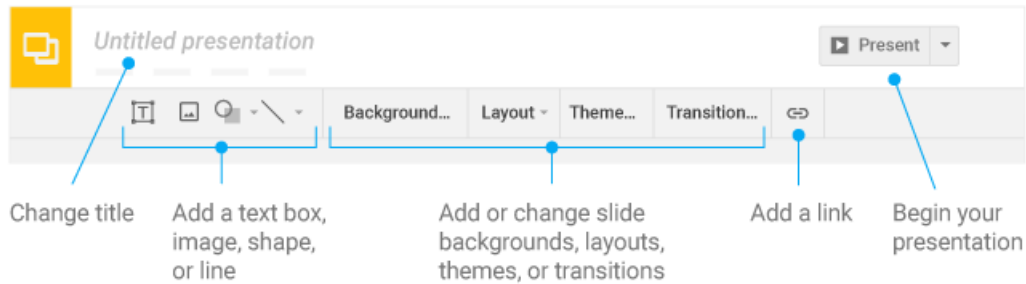 Untitled presentation
Present
T
Background...
Layout
Theme...
Transition...
Change title
Add a text box,
image, shape,
or line
Add or change slide
backgrounds, layouts,
themes, or transitions
Add a link
Begin your
presentation